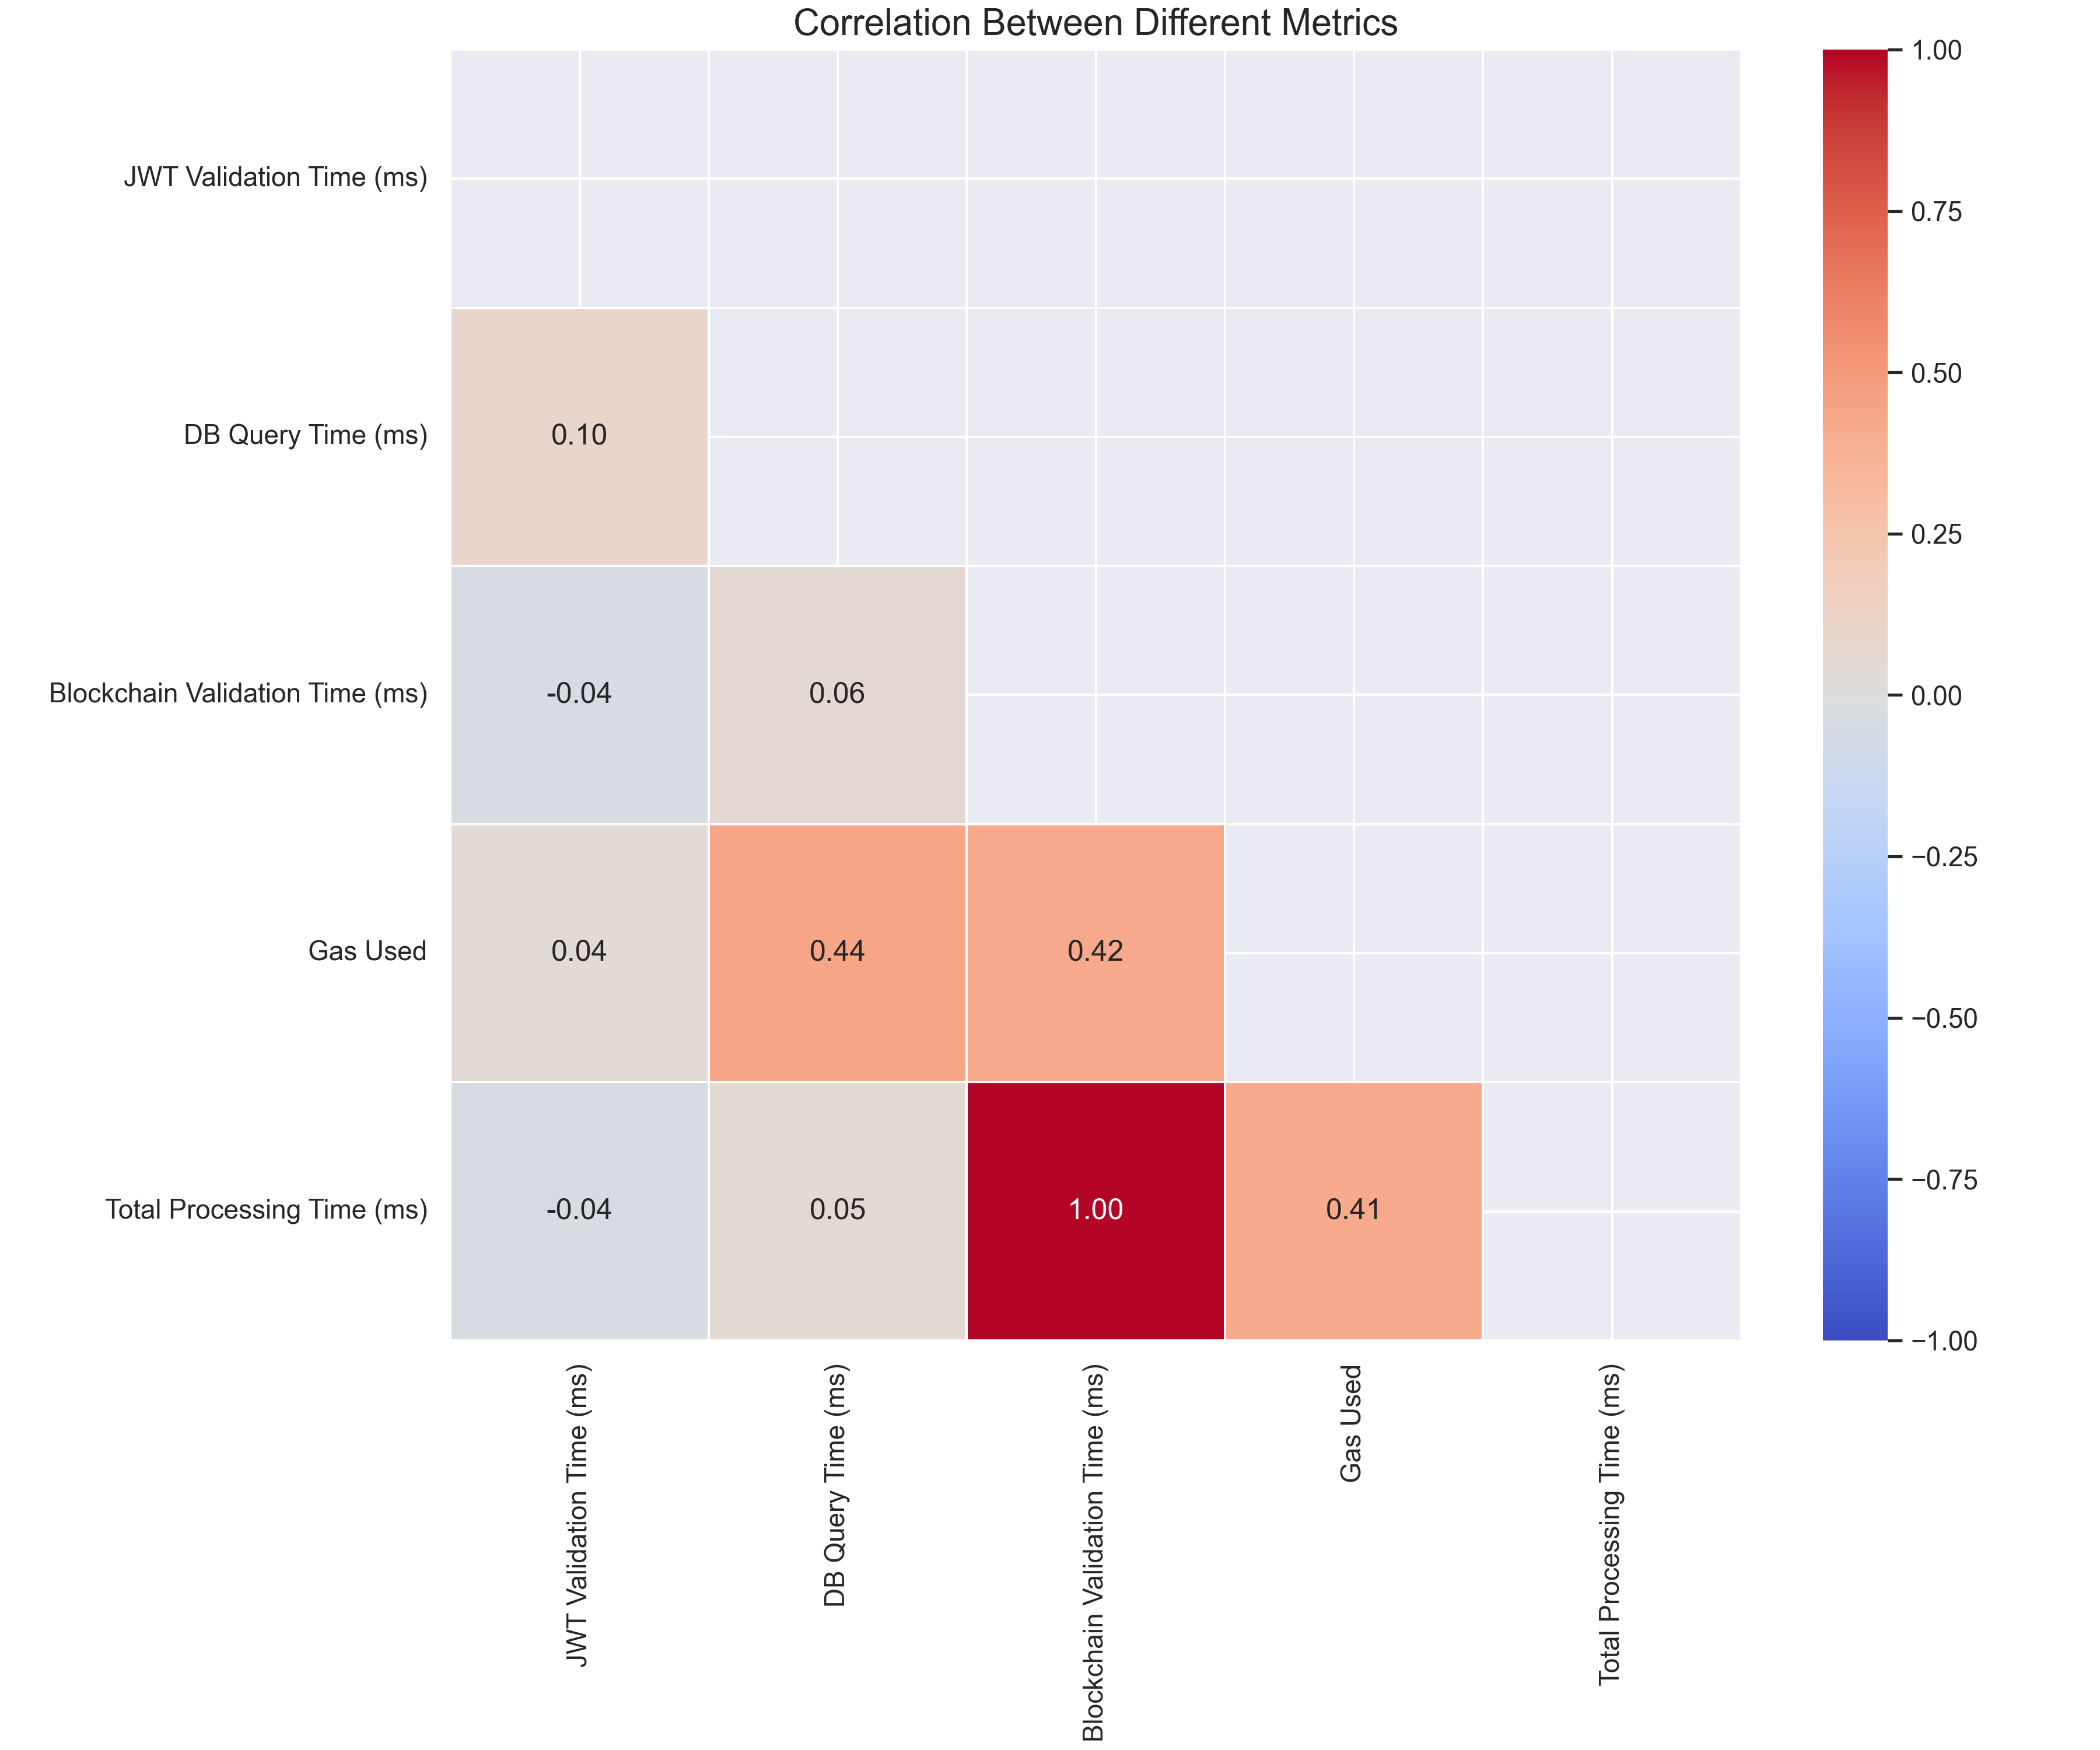 Correlation Between Different Metrics
JWT Validation Time (ms)
DB Query Time (ms)
0.10
Blockchain Validation Time (ms)
-0.04
0.06
Gas Used
0.04
0.44
0.42
Total Processing Time (ms)
-0.04
0.05
1.00
0.41
JWT Validation Time (ms)
DB Query Time (ms)
Blockchain Validation Time (ms)
Gas Used
Total Processing Time (ms)
1.00
0.75
0.50
0.25
0.00
−0.25
−0.50
−0.75
−1.00